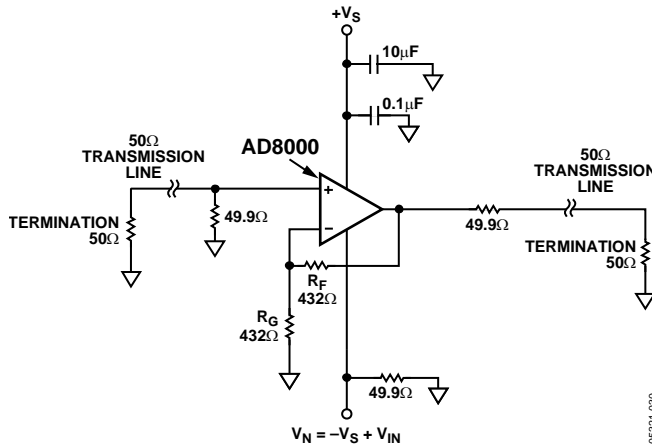 +VS
10µF
0.1µF
AD8000
50Ω
TRANSMISSION
LINE
50Ω
TRANSMISSION
LINE
+
−
49.9Ω
TERMINATION
50Ω
49.9Ω
TERMINATION
50Ω
RF
432Ω
RG
432Ω
49.9Ω
VN = –VS + VIN